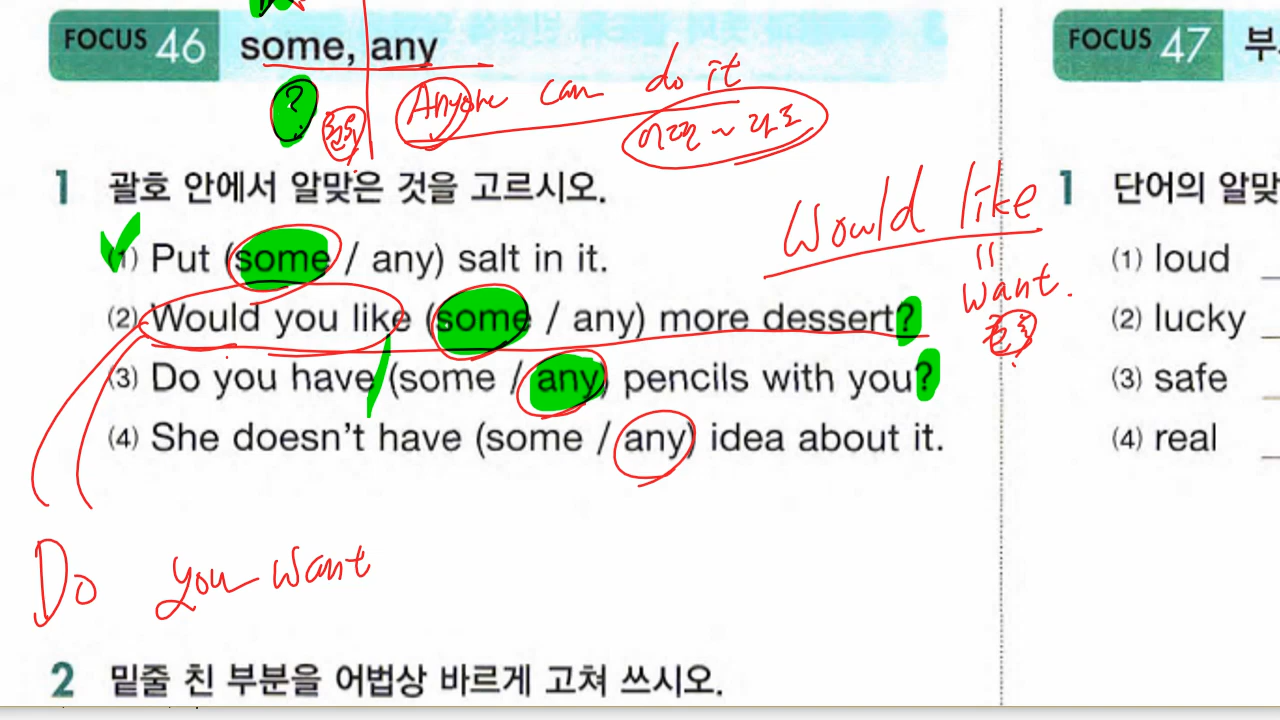 FOCUS 46 some, any
?
Anyone can do it
어떤 ~ 라도
1 괄호 안에서 알맞은 것을 고르시오.
(1) Put (some / any) salt in it.
(2) Would you like (some / any) more dessert?
(3) Do you have (some / any) pencils with you?
(4) She doesn't have (some / any) idea about it.
Would like
=
want.
Do you want
2 밑줄 친 부분을 어법상 바르게 고쳐 쓰시오.
FOCUS 47
1 단어의 알맞
(1) loud
(2) lucky
(3) safe
(4) real